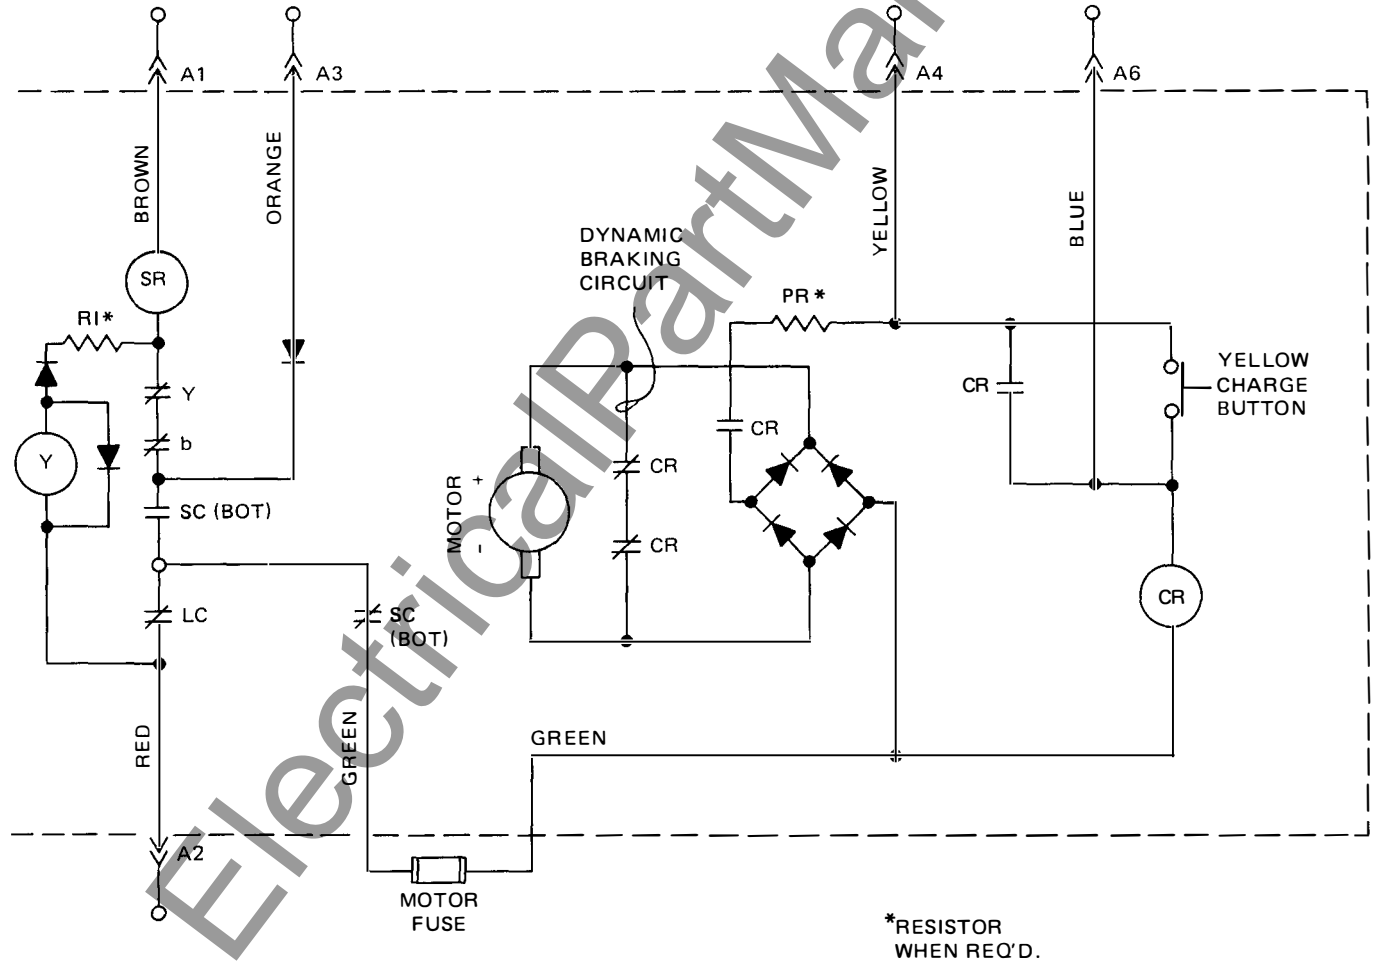 A1
A3
A4
A6
BROWN
ORANGE
YELLOW
BLUE
DYNAMIC
BRAKING
CIRCUIT
SR
RI*
PR*
Y
b
Y
SC (BOT)
LC
SC
(BOT)
MOTOR
+
-
CR
CR
CR
CR
YELLOW
CHARGE
BUTTON
CR
RED
GREEN
GREEN
A2
MOTOR
FUSE
*RESISTOR
WHEN REQ'D.
ElectricalPartMa